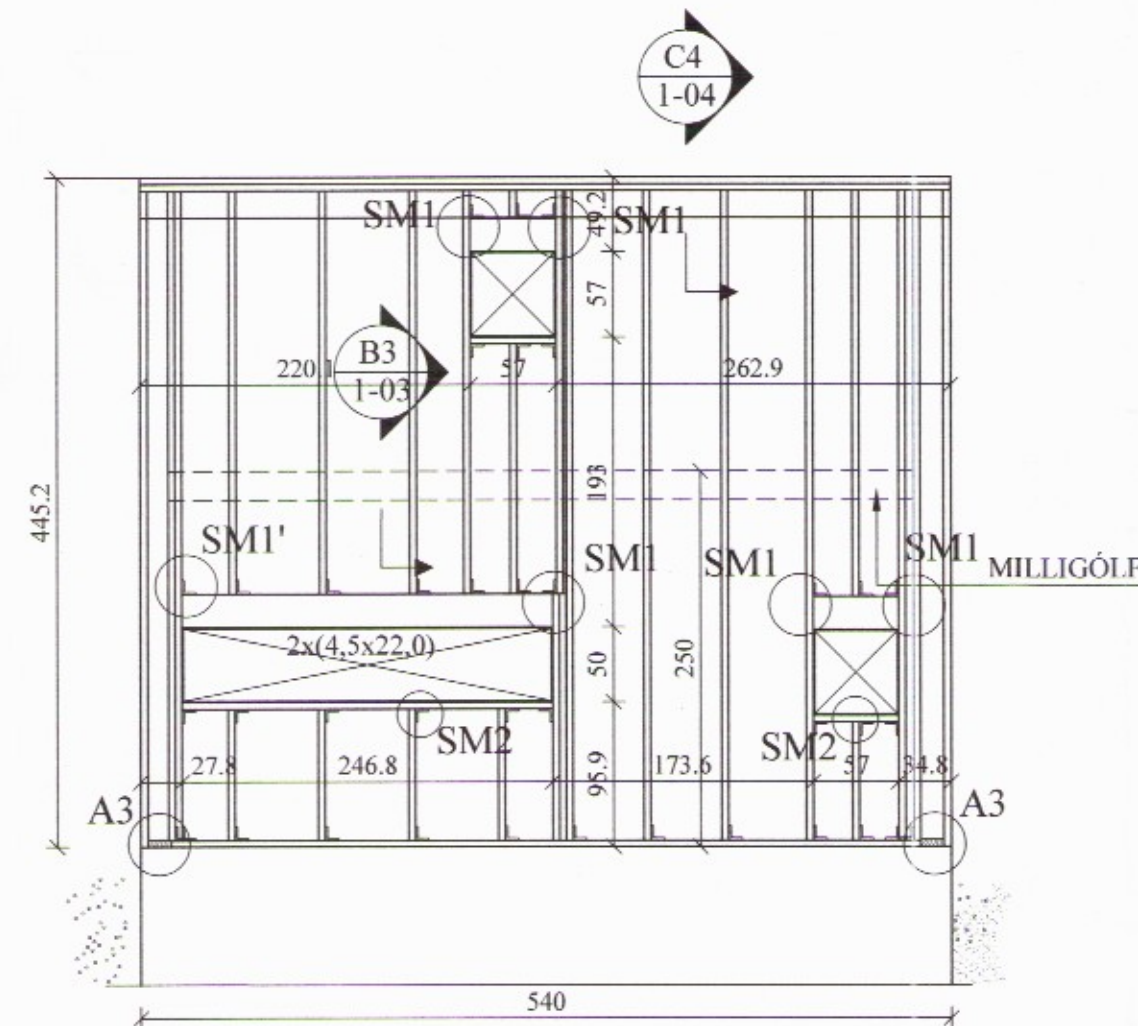 C4
1-04
SM1
SM1
49.2
57
B3
1-03
220.1
57
262.9
193
445.2
SM1'
SM1
SM1
SM1
MILLIGÓLF
2x(4,5x22,0)
50
250
SM2
SM2
27.8
246.8
95.9
173.6
57
34.8
A3
A3
540